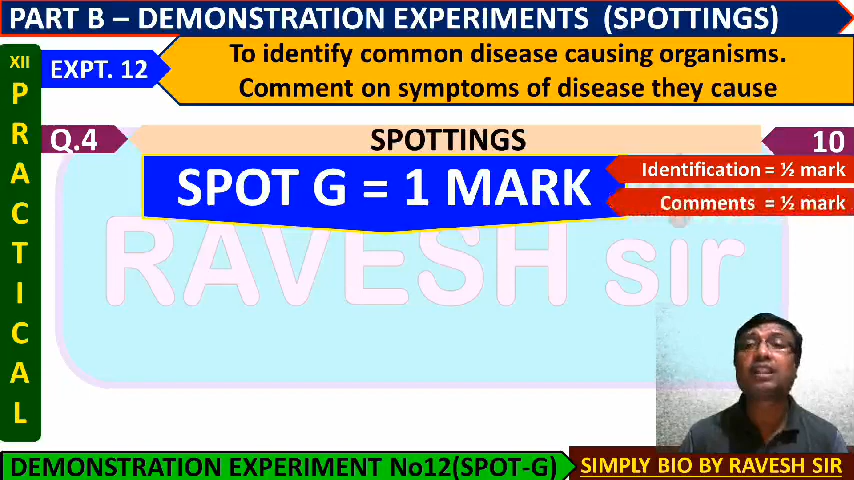 PART B – DEMONSTRATION EXPERIMENTS (SPOTTINGS)
XII
PRACTICAL
EXPT. 12
To identify common disease causing organisms.
Comment on symptoms of disease they cause
Q.4
SPOTTINGS
10
SPOT G = 1 MARK
Identification = ½ mark
Comments = ½ mark
RAVESH sir
DEMONSTRATION EXPERIMENT No12(SPOT-G)
SIMPLY BIO BY RAVESH SIR